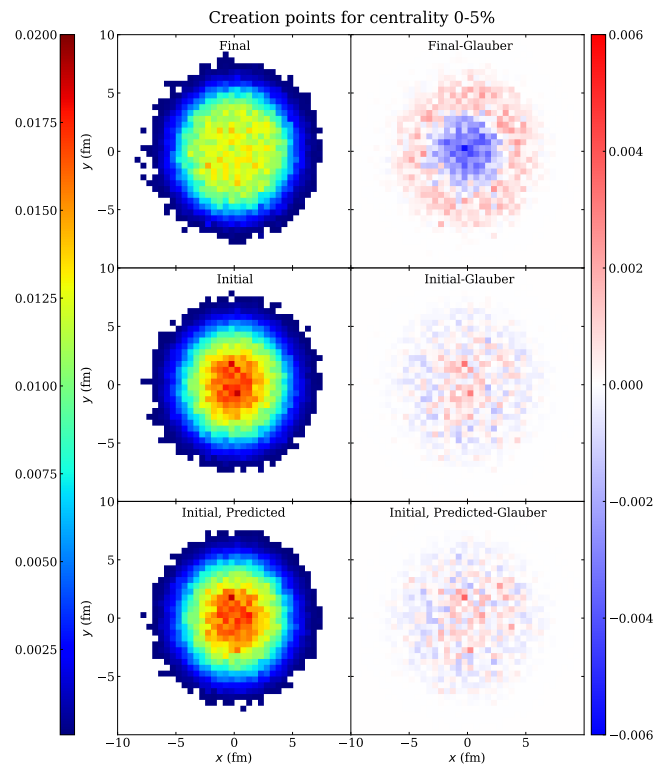 Creation points for centrality 0-5%
0.0200
0.0175
0.0150
0.0125
0.0100
0.0075
0.0050
0.0025
10
5
0
−5
y (fm)
Final
Final-Glauber
10
5
0
−5
y (fm)
Initial
Initial-Glauber
10
5
0
−5
y (fm)
Initial, Predicted
Initial, Predicted-Glauber
−10
−5
0
5
−10
−5
0
5
x (fm)
x (fm)
0.006
0.004
0.002
0.000
−0.002
−0.004
−0.006